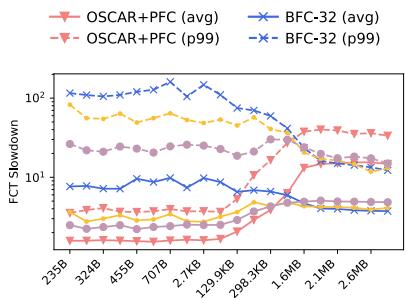 OSCAR+PFC (avg) BFC-32 (avg)
OSCAR+PFC (p99) BFC-32 (p99)
FCT Slowdown
10²
10¹
235B 324B 455B 707B 2.7KB 129.9KB 298.3KB 1.6MB 2.1MB 2.6MB